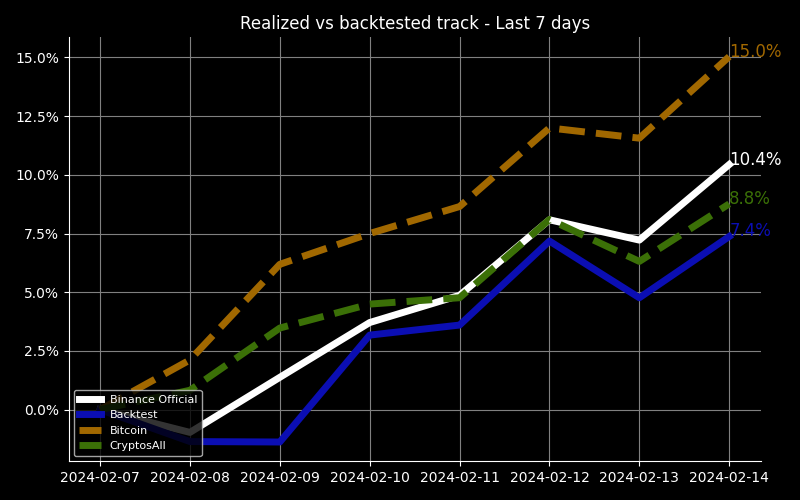 Realized vs backtested track - Last 7 days
15.0%
12.5%
10.0%
7.5%
5.0%
2.5%
0.0%
15.0%
10.4%
8.8%
7.4%
Binance Official
Backtest
Bitcoin
CryptosAll
2024-02-07 2024-02-08 2024-02-09 2024-02-10 2024-02-11 2024-02-12 2024-02-13 2024-02-14